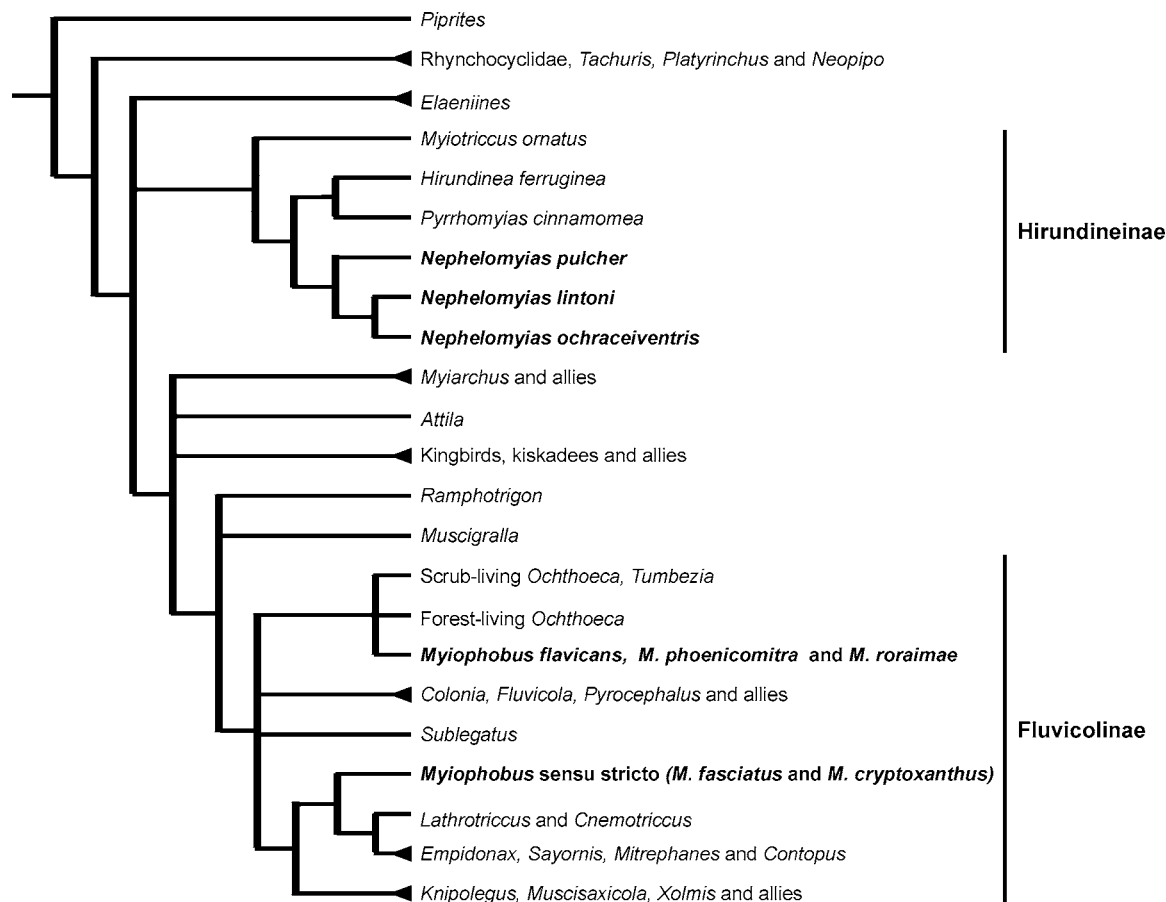 Piprites
Rhynchocyclidae, Tachuris, Platyrinchus and Neopipo
Elaeniines
Myiotriccus ornatus
Hirundinea ferruginea
Pyrrhomyias cinnamomea
Hirundineinae
Nephelomyias pulcher
Nephelomyias lintoni
Nephelomyias ochraceiventris
Myiarchus and allies
Attila
Kingbirds, kiskadees and allies
Ramphotrigon
Muscigralla
Scrub-living Ochthoeca, Tumbezia
Forest-living Ochthoeca
Myiophobus flavicans, M. phoenicomitra and M. roraimae
Colonia, Fluvicola, Pyrocephalus and allies
Fluvicolinae
Sublegatus
Myiophobus sensu stricto (M. fasciatus and M. cryptoxanthus)
Lathrotriccus and Cnemotriccus
Empidonax, Sayornis, Mitrephanes and Contopus
Knipolegus, Muscisaxicola, Xolmis and allies